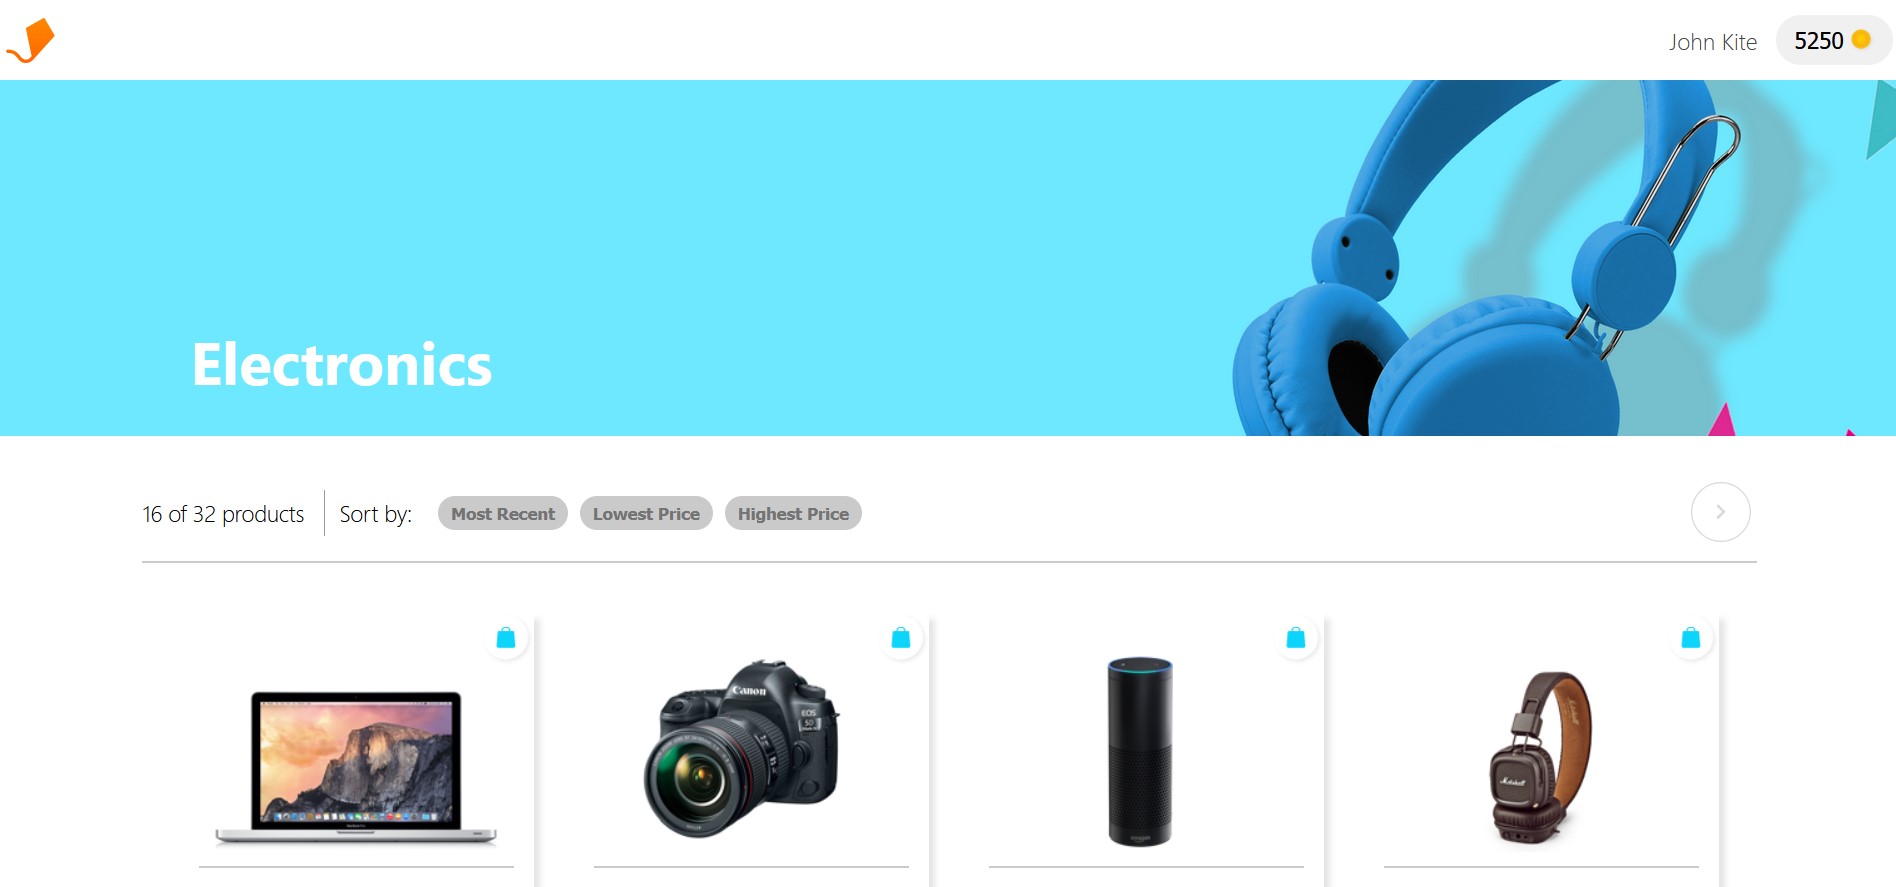 John Kite
5250
Electronics
16 of 32 products
Sort by:
Most Recent
Lowest Price
Highest Price
Canon
EOS
5D
Marshall
amazon